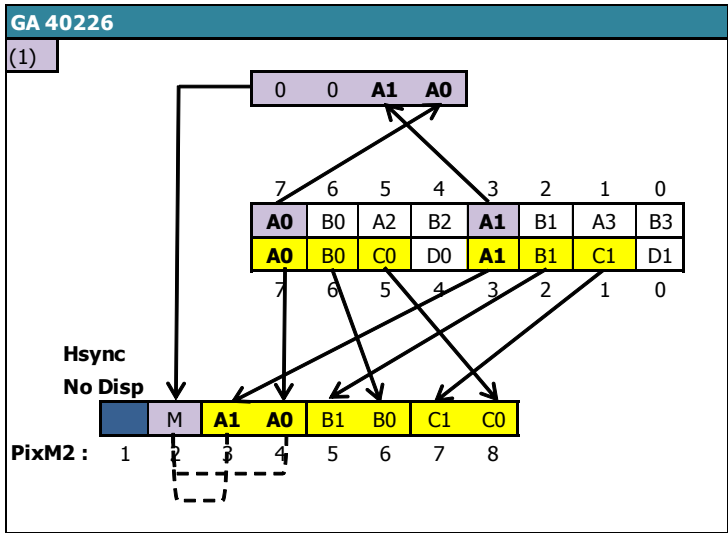 GA 40226
(1)
0 0 A1 A0
7 6 5 4 3 2 1 0
A0 B0 A2 B2 A1 B1 A3 B3
A0 B0 C0 D0 A1 B1 C1 D1
7 6 5 4 3 2 1 0
Hsync
No Disp
M A1 A0 B1 B0 C1 C0
PixM2 : 1 2 3 4 5 6 7 8